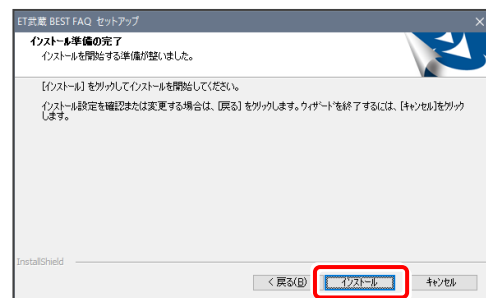 ET武蔵 BEST FAQ セットアップ
インストール準備の完了
インストールを開始する準備が整いました。
[インストール] をクリックしてインストールを開始してください。
インストール設定を確認または変更する場合は、[戻る] をクリックします。ウィザードを終了するには、[キャンセル]をクリック
します。
InstallShield
< 戻る(B)
インストール
キャンセル